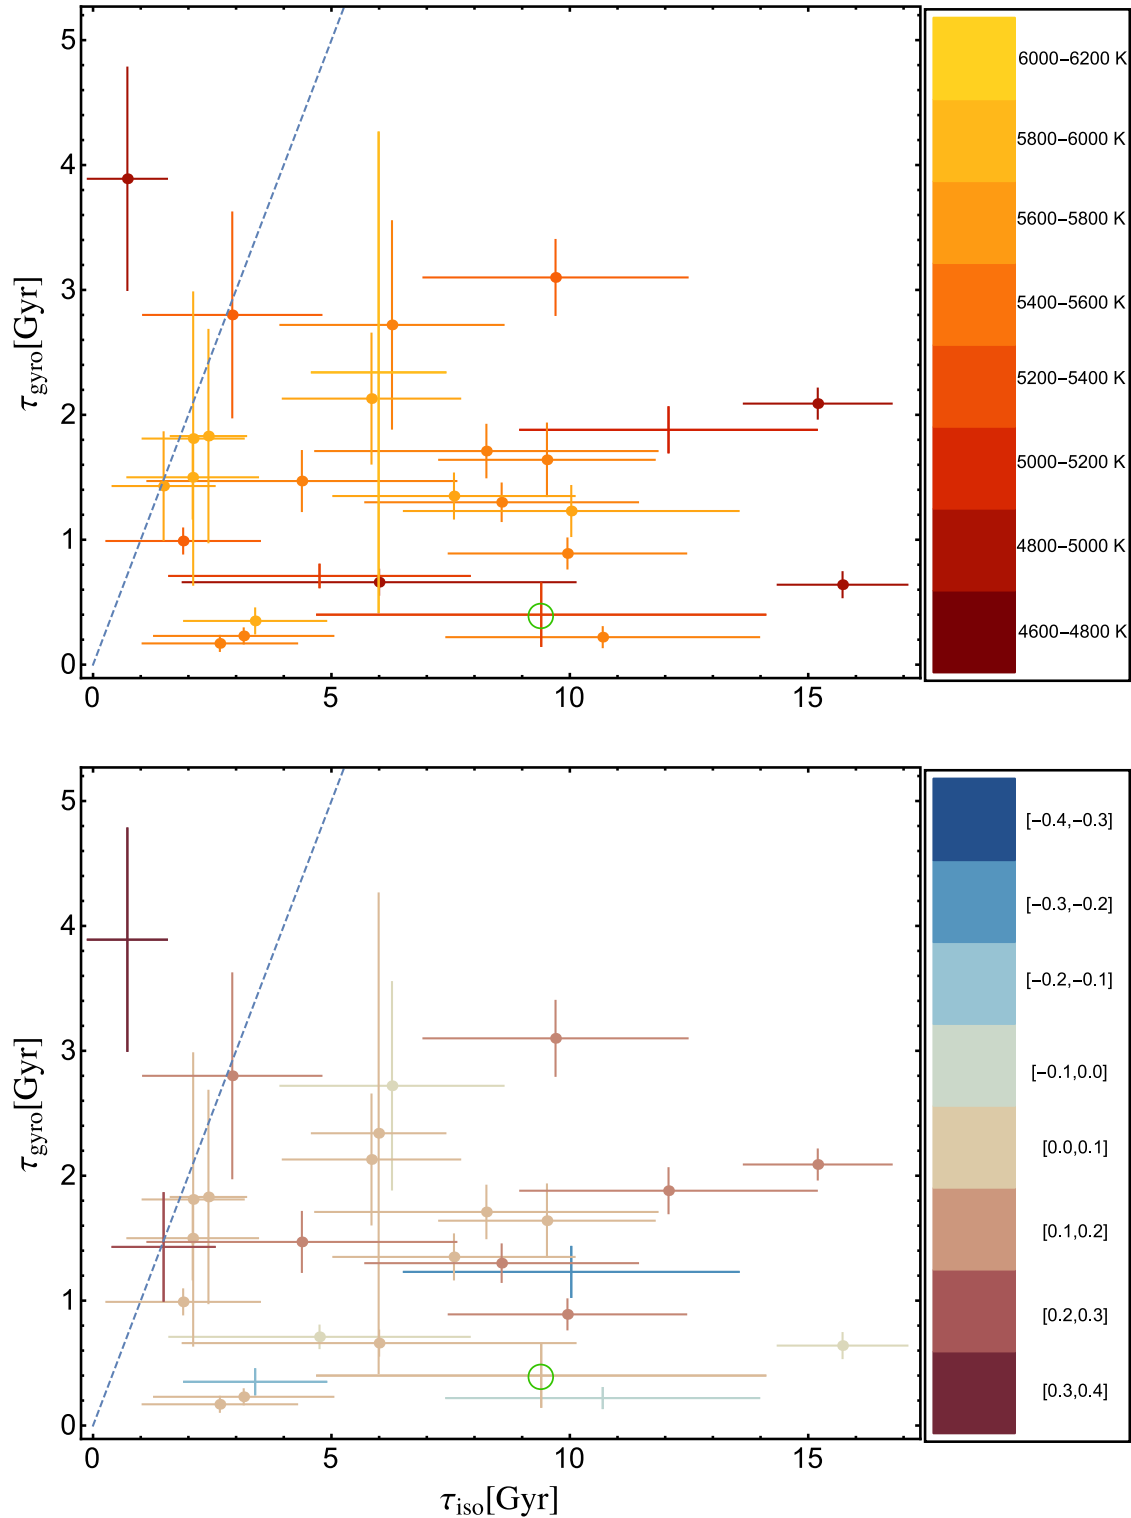 5
4
3
2
1
0
τgyro[Gyr]
0 5 10 15
6000−6200 K
5800−6000 K
5600−5800 K
5400−5600 K
5200−5400 K
5000−5200 K
4800−5000 K
4600−4800 K
5
4
3
2
1
0
τgyro[Gyr]
0 5 10 15
τiso[Gyr]
[−0.4,−0.3]
[−0.3,−0.2]
[−0.2,−0.1]
[−0.1,0.0]
[0.0,0.1]
[0.1,0.2]
[0.2,0.3]
[0.3,0.4]